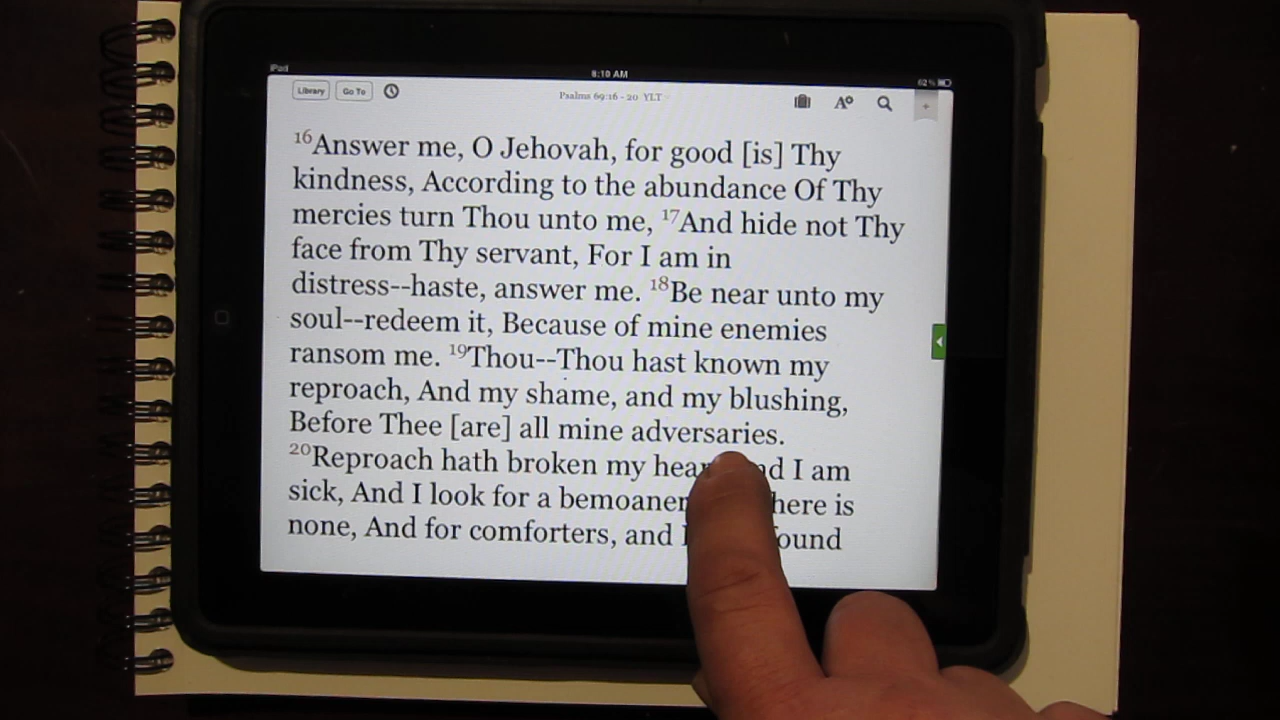 iPad
8:10 AM
62%
Library
Go To
Psalms 69:16 - 20 YLT
A
16Answer me, O Jehovah, for good [is] Thy
kindness, According to the abundance Of Thy
mercies turn Thou unto me, 17And hide not Thy
face from Thy servant, For I am in
distress--haste, answer me. 18Be near unto my
soul--redeem it, Because of mine enemies
ransom me. 19Thou--Thou hast known my
reproach, And my shame, and my blushing,
Before Thee [are] all mine adversaries.
20Reproach hath broken my I am
sick, And I look for a is
none, And for comforters, and